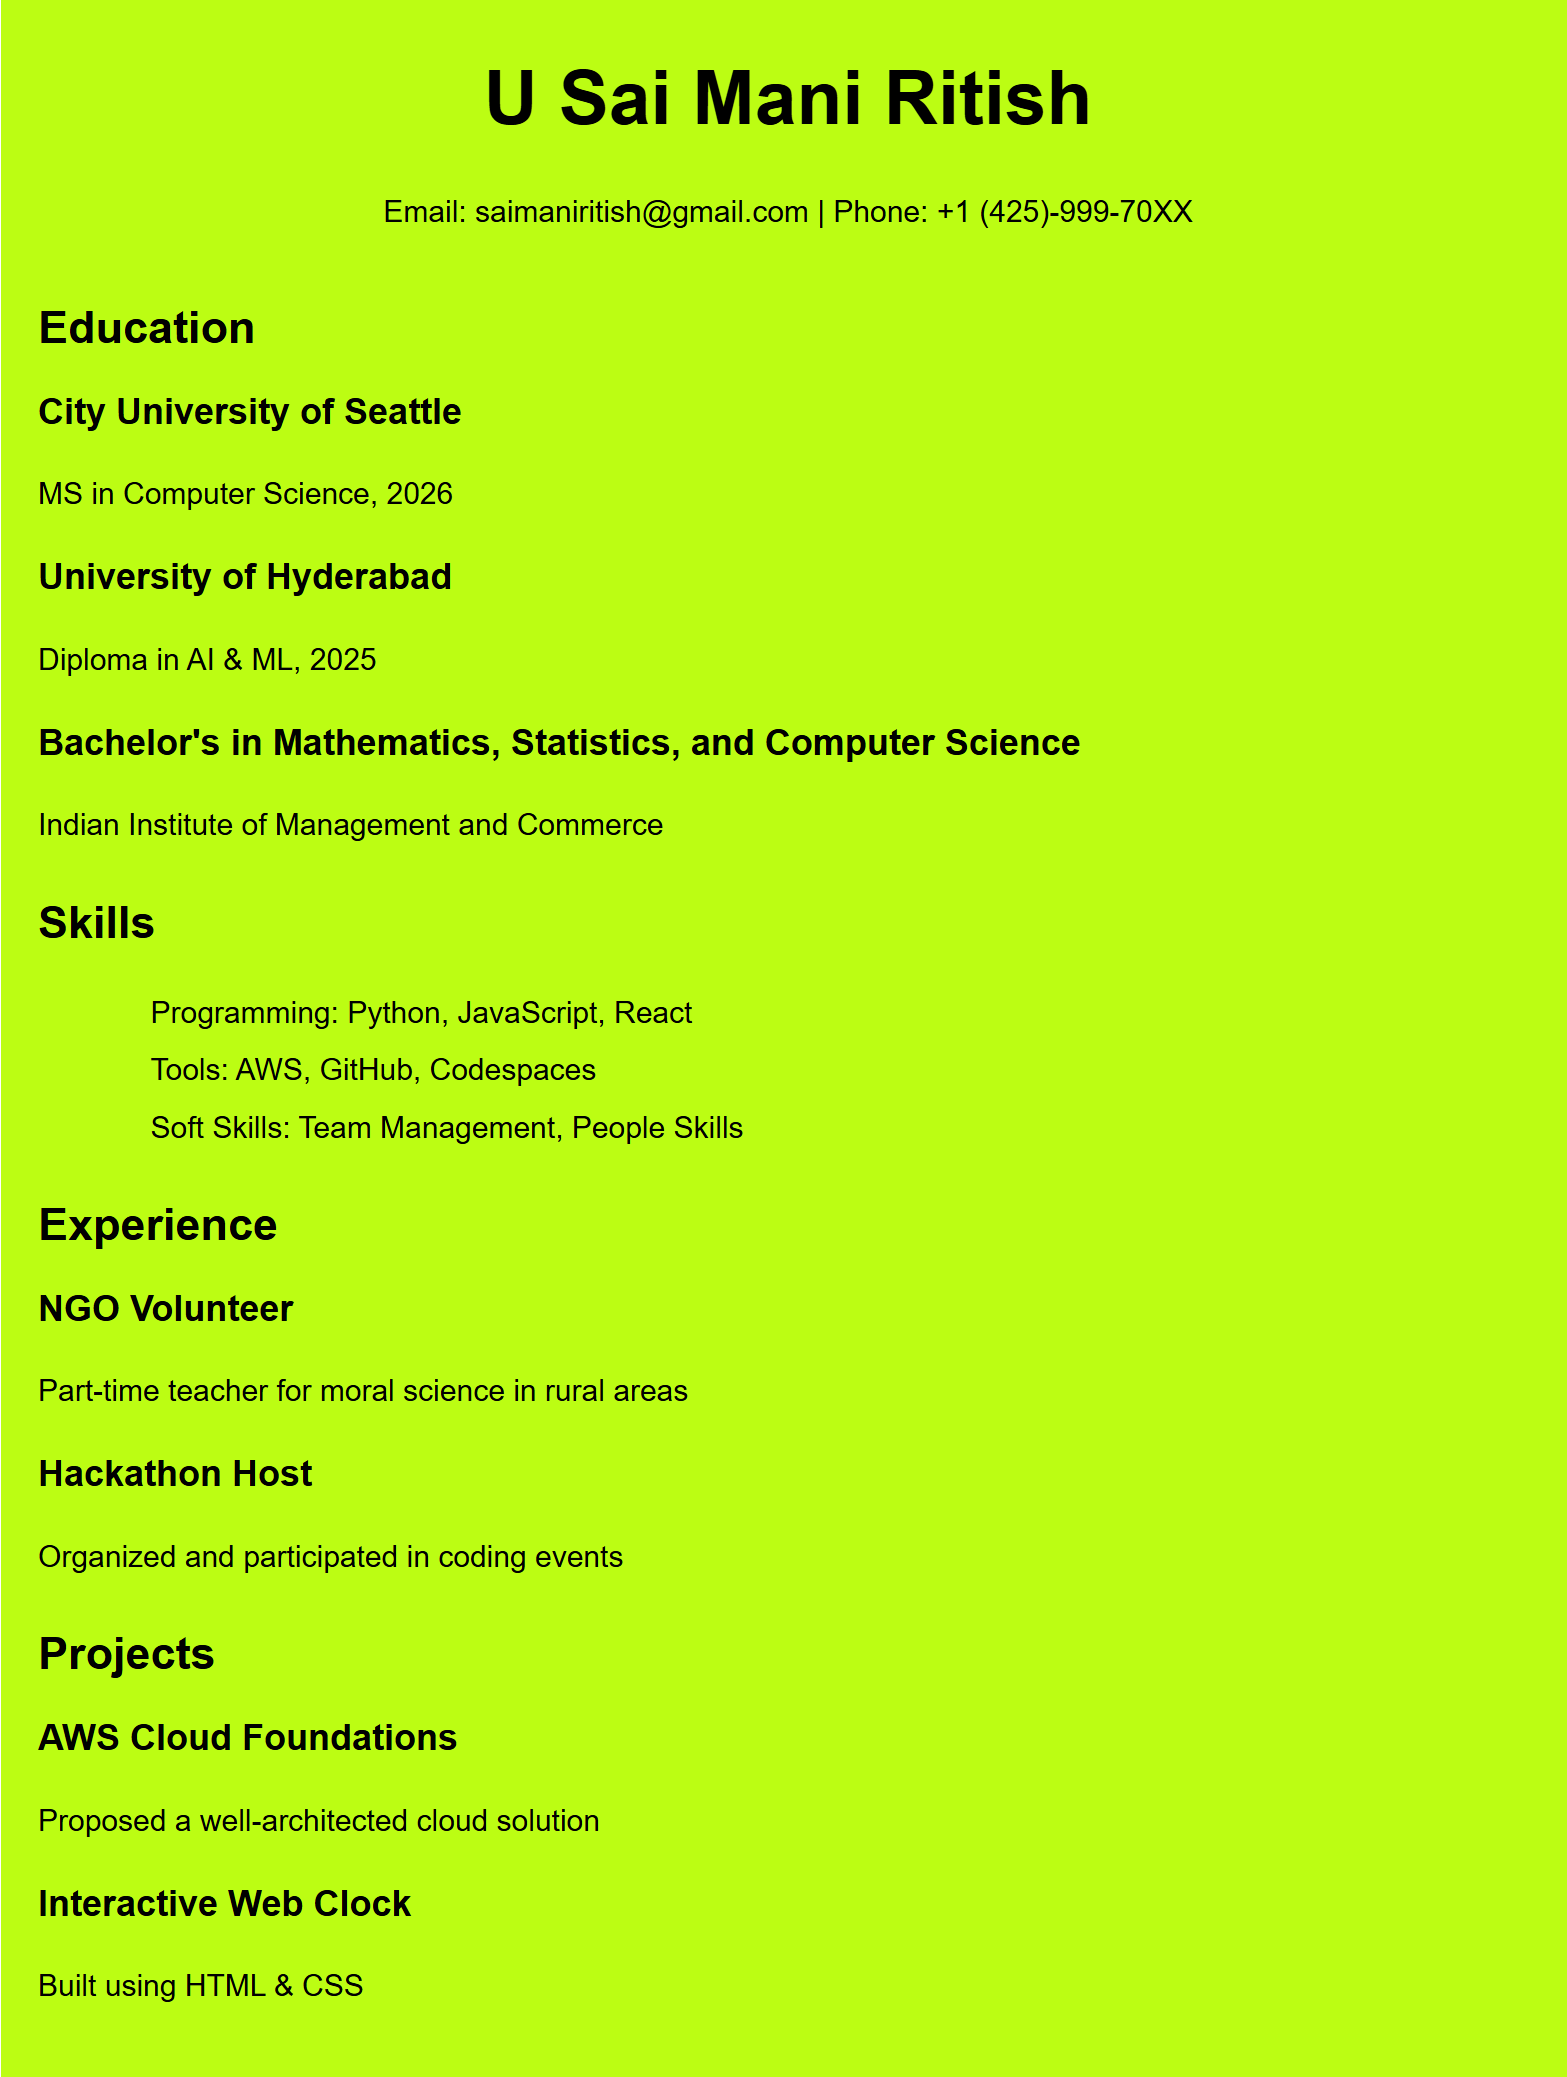 U Sai Mani Ritish
Email: saimaniritish@gmail.com | Phone: +1 (425)-999-70XX
Education
City University of Seattle
MS in Computer Science, 2026
University of Hyderabad
Diploma in AI & ML, 2025
Bachelor's in Mathematics, Statistics, and Computer Science
Indian Institute of Management and Commerce
Skills
Programming: Python, JavaScript, React
Tools: AWS, GitHub, Codespaces
Soft Skills: Team Management, People Skills
Experience
NGO Volunteer
Part-time teacher for moral science in rural areas
Hackathon Host
Organized and participated in coding events
Projects
AWS Cloud Foundations
Proposed a well-architected cloud solution
Interactive Web Clock
Built using HTML & CSS